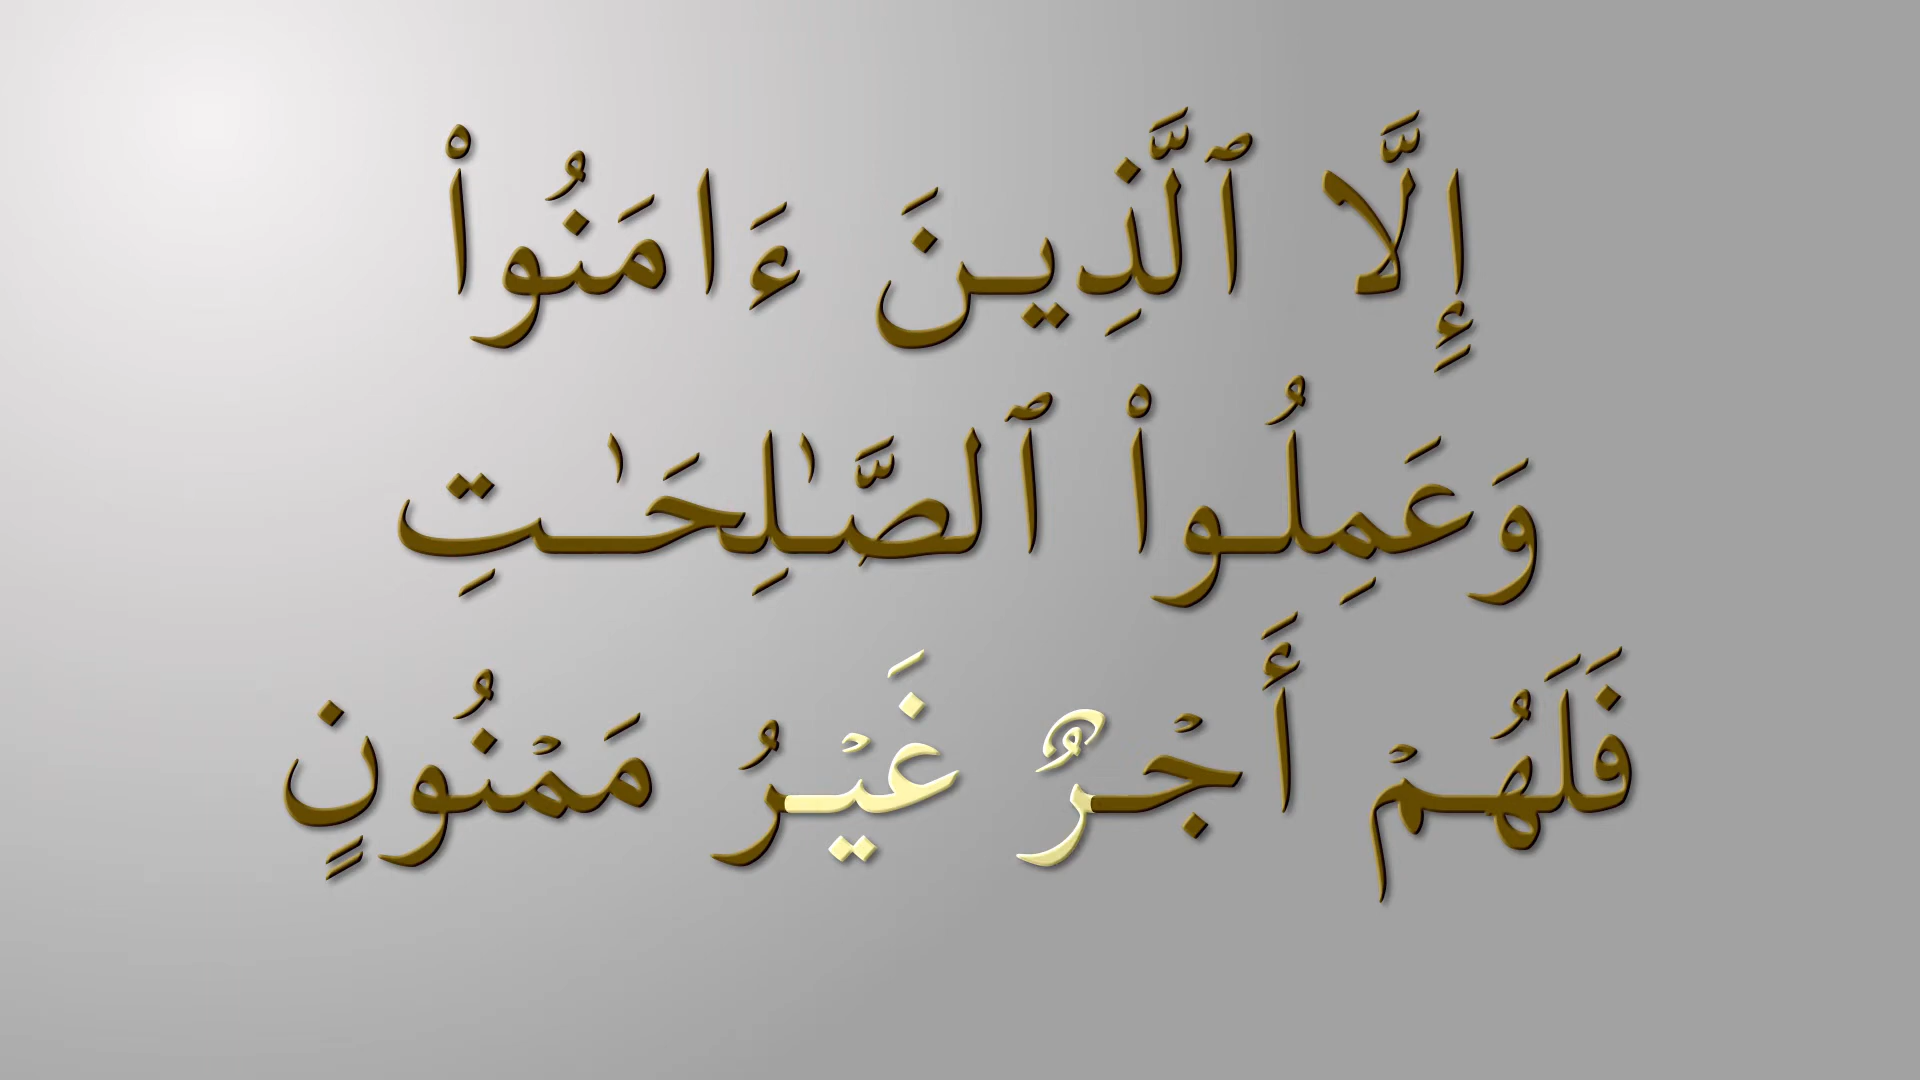 إِلَّا ٱلَّذِينَ ءَامَنُوا۟
وَعَمِلُوا۟ ٱلصَّـٰلِحَـٰتِ
فَلَهُمْ أَجْرٌ غَيْرُ مَمْنُونٍ